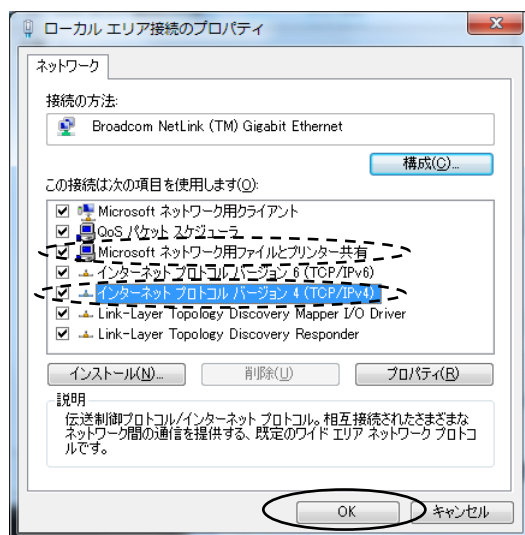 ローカル エリア接続のプロパティ
ネットワーク
接続の方法:
Broadcom NetLink (TM) Gigabit Ethernet
構成(C)...
この接続は次の項目を使用します(O):
Microsoft ネットワーク用クライアント
QoS パケット スケジューラ
Microsoft ネットワーク用ファイルとプリンター共有
インターネット プロトコル バージョン 6 (TCP/IPv6)
インターネット プロトコル バージョン 4 (TCP/IPv4)
Link-Layer Topology Discovery Mapper I/O Driver
Link-Layer Topology Discovery Responder
インストール(N)... 削除(U) プロパティ(R)
説明
伝送制御プロトコル/インターネット プロトコル。相互接続されたさまざまな
ネットワーク間の通信を提供する、既定のワイド エリア ネットワーク プロトコ
ルです。
OK キャンセル